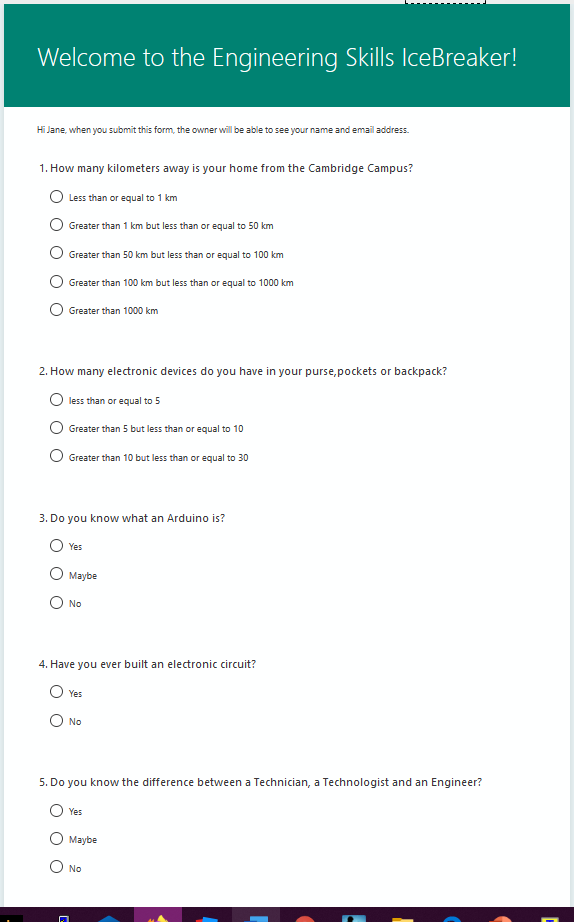 Welcome to the Engineering Skills IceBreaker!
Hi Jane, when you submit this form, the owner will be able to see your name and email address.
1. How many kilometers away is your home from the Cambridge Campus?
Less than or equal to 1 km
Greater than 1 km but less than or equal to 50 km
Greater than 50 km but less than or equal to 100 km
Greater than 100 km but less than or equal to 1000 km
Greater than 1000 km
2. How many electronic devices do you have in your purse,pockets or backpack?
less than or equal to 5
Greater than 5 but less than or equal to 10
Greater than 10 but less than or equal to 30
3. Do you know what an Arduino is?
Yes
Maybe
No
4. Have you ever built an electronic circuit?
Yes
No
5. Do you know the difference between a Technician, a Technologist and an Engineer?
Yes
Maybe
No